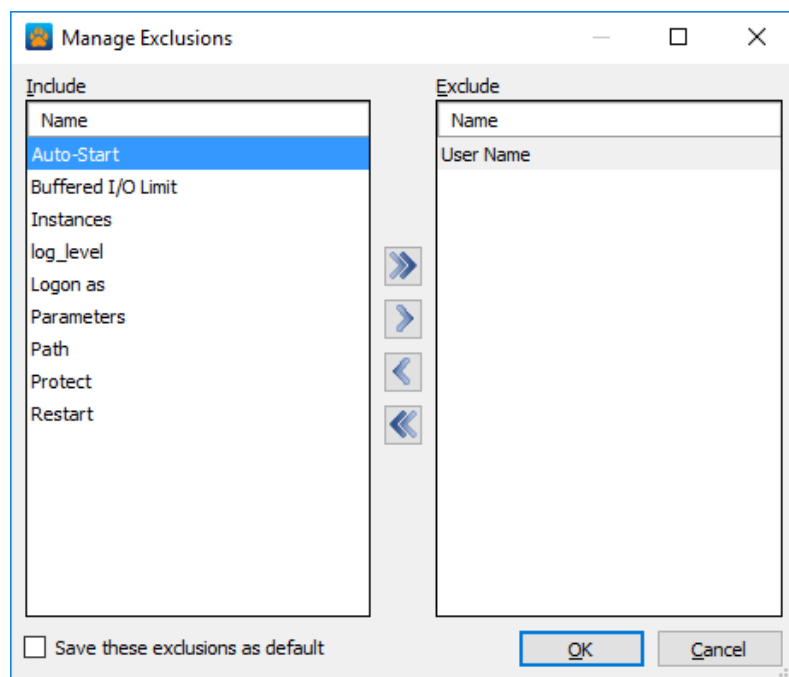 Manage Exclusions
Include
Name
Auto-Start
Buffered I/O Limit
Instances
log_level
Logon as
Parameters
Path
Protect
Restart
Exclude
Name
User Name
Save these exclusions as default
OK
Cancel